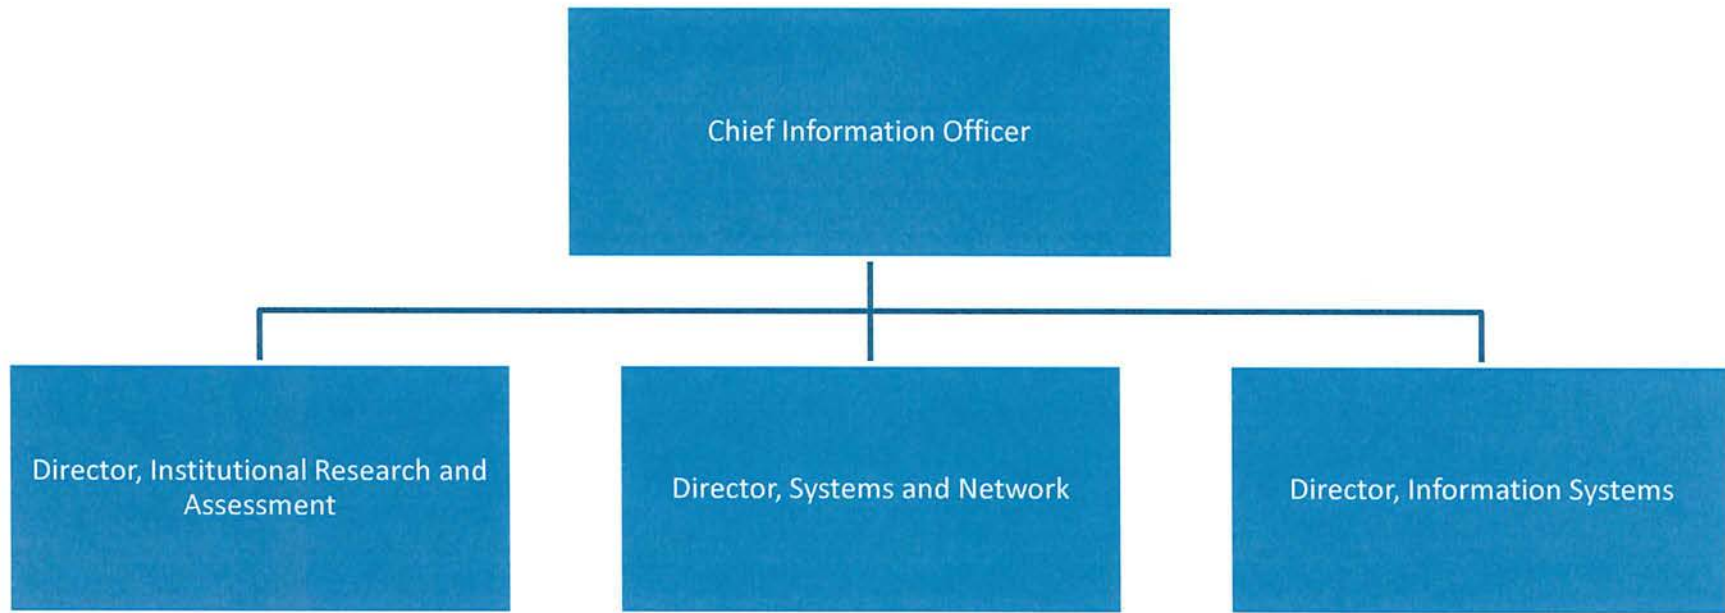 Chief Information Officer
Director, Institutional Research and
Assessment
Director, Systems and Network
Director, Information Systems